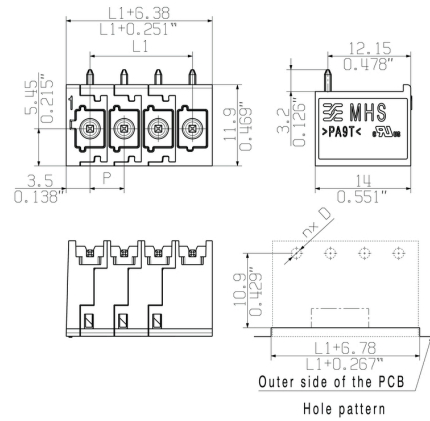 L1+6.38
L1+0.251"
L1
12.15
0.478"
5.45
0.215"
1
11.9
0.469"
3.2
0.126"
MHS
>PA9T<
3.5
0.138"
P
14
0.551"
nx D
10.9
0.429"
L1+6.78
L1+0.267"
Outer side of the PCB
Hole pattern